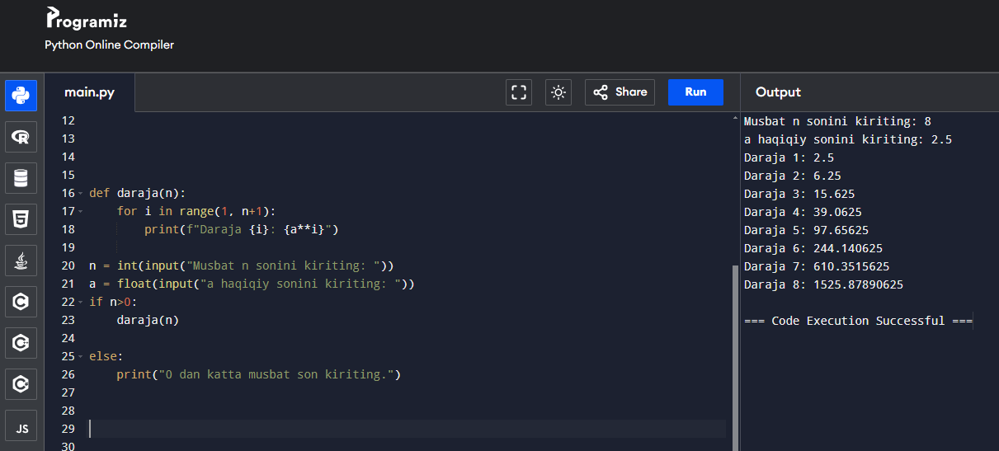 Programiz
Python Online Compiler
main.py
Share
Run
Output
12
13
14
15
16 def daraja(n):
17 for i in range(1, n+1):
18 print(f"Daraja {i}: {a**i}")
19
20 n = int(input("Musbat n sonini kiriting: "))
21 a = float(input("a haqiqiy sonini kiriting: "))
22 if n>0:
23 daraja(n)
24
25 else:
26 print("0 dan katta musbat son kiriting.")
27
28
29
30
Musbat n sonini kiriting: 8
a haqiqiy sonini kiriting: 2.5
Daraja 1: 2.5
Daraja 2: 6.25
Daraja 3: 15.625
Daraja 4: 39.0625
Daraja 5: 97.65625
Daraja 6: 244.140625
Daraja 7: 610.3515625
Daraja 8: 1525.87890625
=== Code Execution Successful ===
R
5
C
C
C
JS